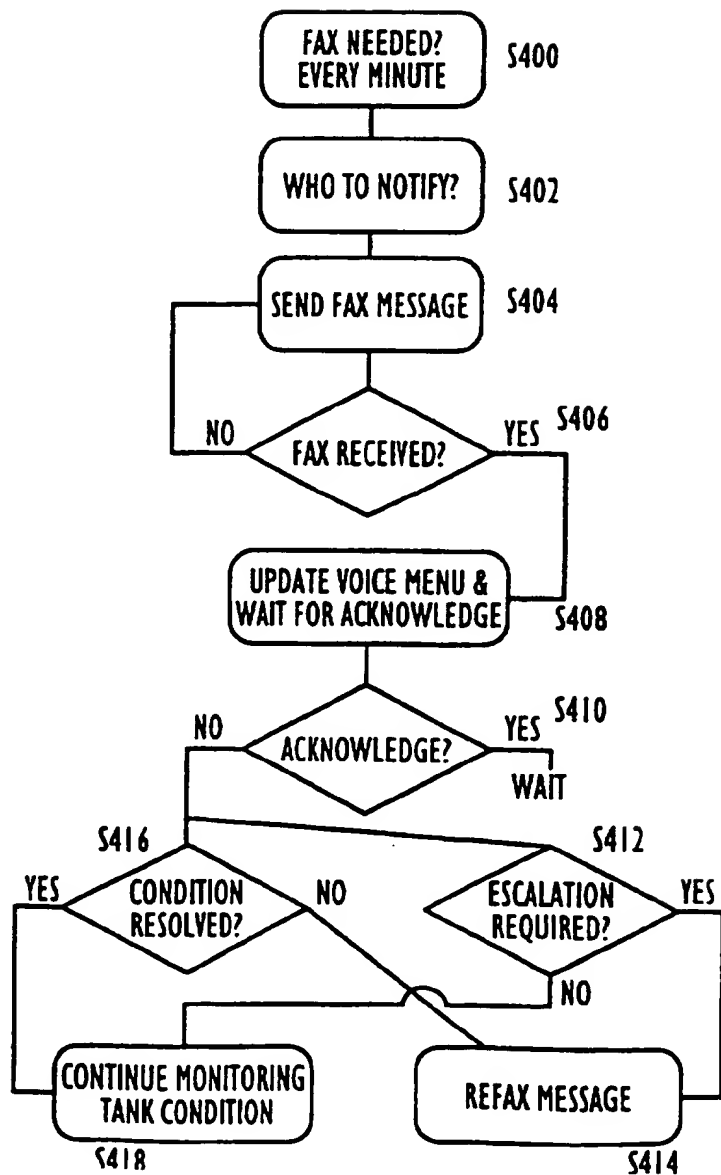 FAX NEEDED?
EVERY MINUTE
S400
WHO TO NOTIFY?
S402
SEND FAX MESSAGE
S404
NO
FAX RECEIVED?
YES
S406
UPDATE VOICE MENU &
WAIT FOR ACKNOWLEDGE
S408
NO
ACKNOWLEDGE?
YES
S410
WAIT
S416
YES
CONDITION
RESOLVED?
NO
S412
ESCALATION
REQUIRED?
YES
NO
CONTINUE MONITORING
TANK CONDITION
S418
REFAX MESSAGE
S414